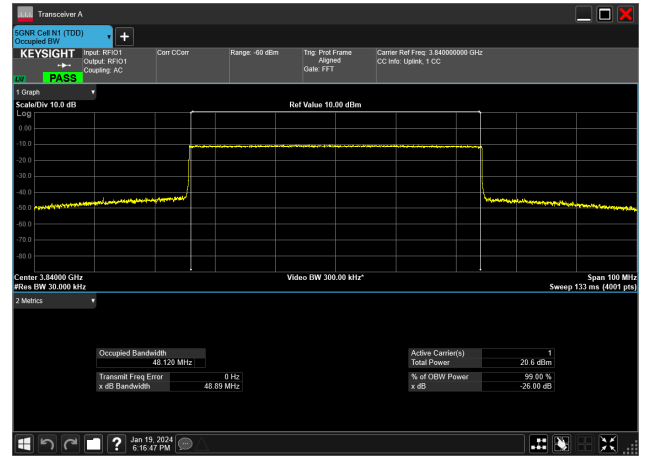 Transceiver A
5GNR Cell N1 (TDD)
Occupied BW
KEYSIGHT
LNI
PASS
Input: RFIO1
Output: RFIO1
Coupling: AC
Corr CCorr
Range: -60 dBm
Trig: Prot Frame
Aligned
Gate: FFT
Carrier Ref Freq: 3.840000000 GHz
CC Info: Uplink, 1 CC
1 Graph
Scale/Div 10.0 dB
Ref Value 10.00 dBm
Log
0.00
-10.0
-20.0
-30.0
-40.0
-50.0
-60.0
-70.0
-80.0
Center 3.84000 GHz
Video BW 300.00 kHz*
Span 100 MHz
#Res BW 30.000 kHz
Sweep 133 ms (4001 pts)
2 Metrics
Occupied Bandwidth
48.120 MHz
Transmit Freq Error 0 Hz
x dB Bandwidth 48.89 MHz
Active Carrier(s) 1
Total Power 20.6 dBm
% of OBW Power 99.00 %
x dB -26.00 dB
Jan 19, 2024
6:16:47 PM